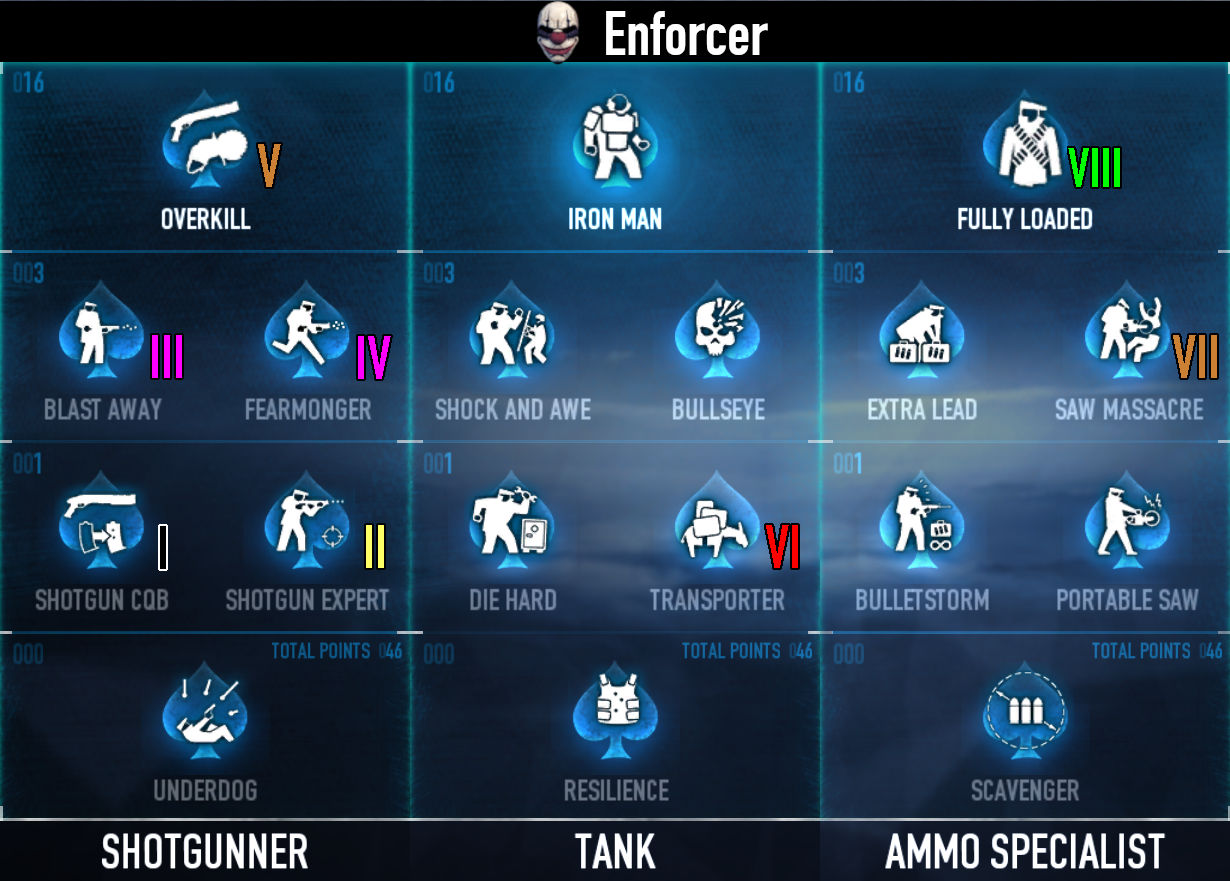 Enforcer
016 016 016
V VIII
OVERKILL IRON MAN FULLY LOADED
003 003 003
III IV VII
BLAST AWAY FEARMONGER SHOCK AND AWE BULLSEYE EXTRA LEAD SAW MASSACRE
001 001 001
I II VI
SHOTGUN CQB SHOTGUN EXPERT DIE HARD TRANSPORTER BULLETSTORM PORTABLE SAW
000 TOTAL POINTS 046 000 TOTAL POINTS 046 000 TOTAL POINTS 046
UNDERDOG RESILIENCE SCAVENGER
SHOTGUNNER TANK AMMO SPECIALIST